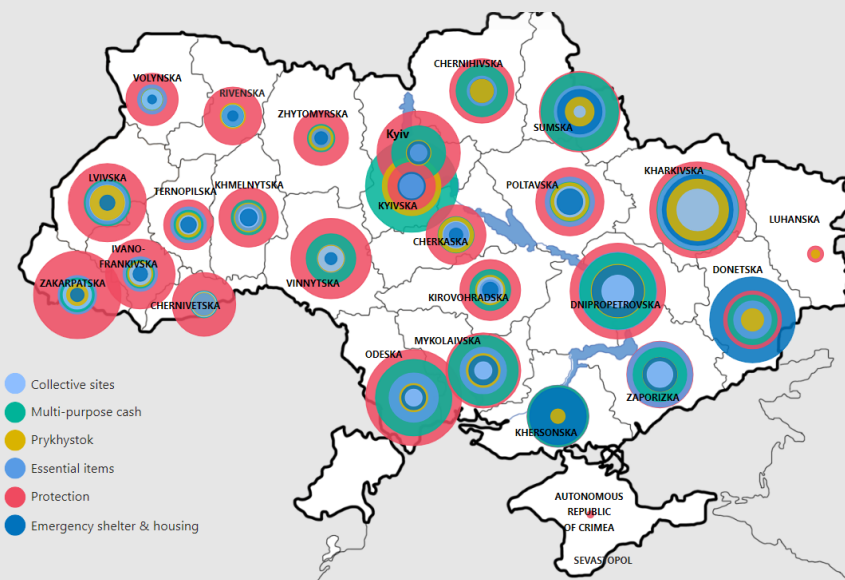 CHERNIHIVSKA
VOLYNSKA
RIVENSKA
ZHYTOMYRSKA
SUMSKA
Kyiv
KHARKIVSKA
LVIVSKA
TERNOPILSKA
KHMELNYTSKA
POLTAVSKA
KYIVSKA
LUHANSKA
CHERKASKA
IVANO-
FRANKIVSKA
DONETSKA
ZAKARPATSKA
VINNYTSKA
KIROVOHRADSKA
CHERNIVETSKA
DNIPROPETROVSKA
MYKOLAIVSKA
ODESKA
ZAPORIZKA
KHERSONSKA
AUTONOMOUS
REPUBLIC
OF CRIMEA
SEVASTOPOL
Collective sites
Multi-purpose cash
Prykhystok
Essential items
Protection
Emergency shelter & housing